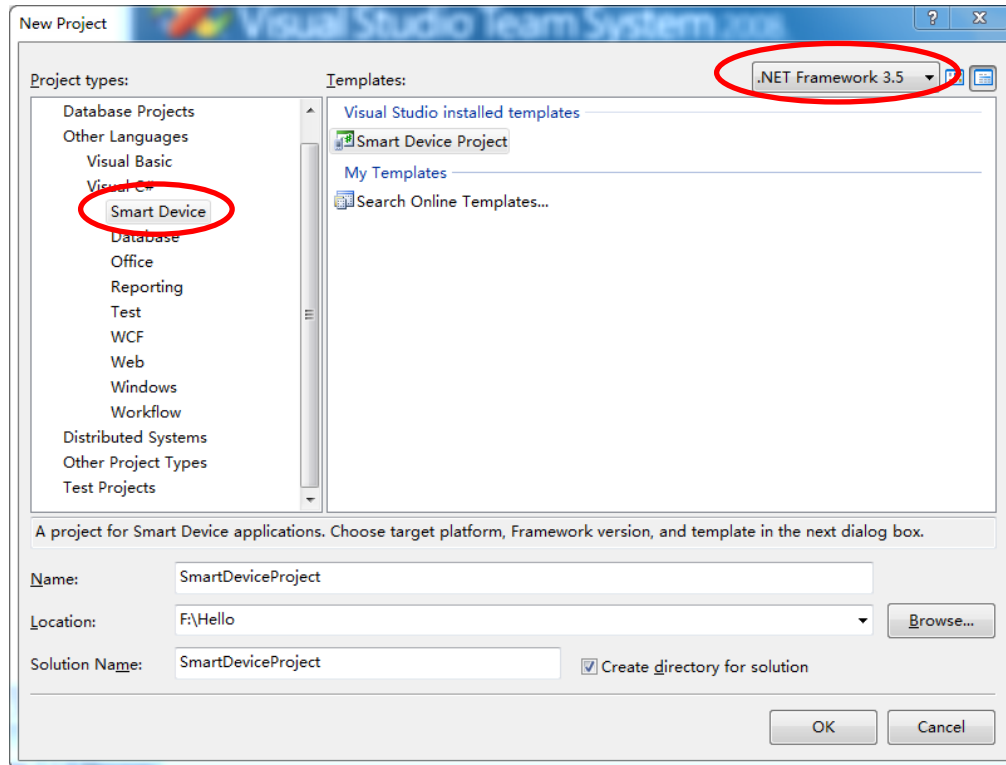 New Project
Visual Studio Team System 2008
Project types:
Templates:
.NET Framework 3.5
Database Projects
Other Languages
Visual Basic
Visual C#
Smart Device
Database
Office
Reporting
Test
WCF
Web
Windows
Workflow
Distributed Systems
Other Project Types
Test Projects
Visual Studio installed templates
Smart Device Project
My Templates
Search Online Templates...
A project for Smart Device applications. Choose target platform, Framework version, and template in the next dialog box.
Name:
SmartDeviceProject
Location:
F:\Hello
Browse...
Solution Name:
SmartDeviceProject
Create directory for solution
OK
Cancel